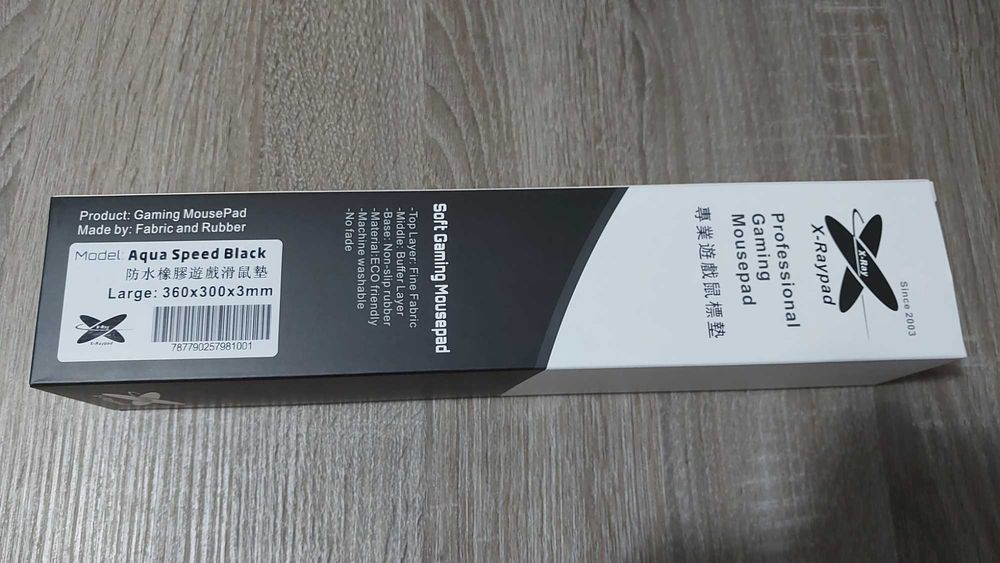 Product: Gaming MousePad
Made by: Fabric and Rubber
Model: Aqua Speed Black
防水橡膠遊戲滑鼠墊
Large: 360x300x3mm
X-Ray
X-Raypad
787790257981001
Soft Gaming Mousepad
-Top Layer: Fine Fabric
-Middle: Buffer Layer
-Base: Non-slip rubber
-Material:ECO friendly
-Machine washable
-No fade
Professional
Gaming
Mousepad
專業遊戲鼠標墊
Since 2003
X-Ray
X-Raypad